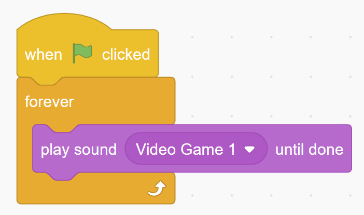 when clicked
forever
play sound Video Game 1 until done